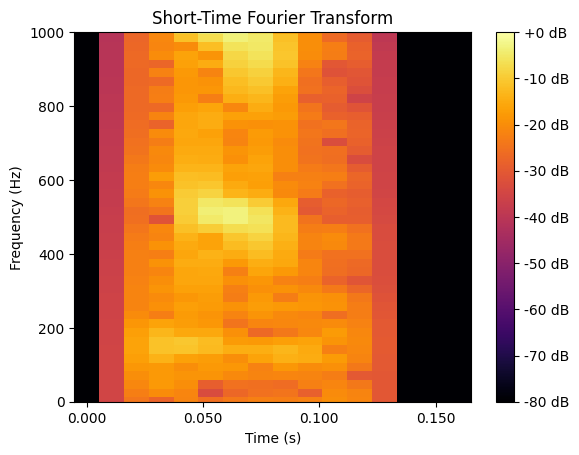 Short-Time Fourier Transform
1000
800
600
400
200
0
Frequency (Hz)
0.000
0.050
0.100
0.150
Time (s)
+0 dB
-10 dB
-20 dB
-30 dB
-40 dB
-50 dB
-60 dB
-70 dB
-80 dB